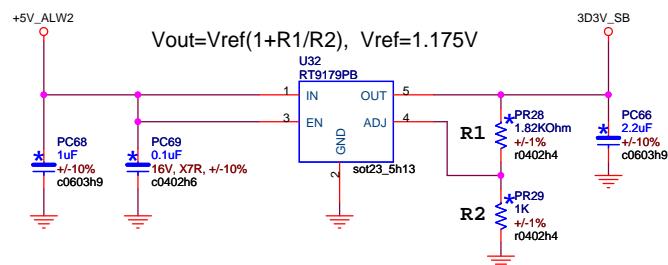 +5V_ALW2
3D3V_SB
Vout=Vref(1+R1/R2), Vref=1.175V
U32
RT9179PB
1
IN
OUT
5
3
EN
ADJ
4
GND
2
sot23_5h13
PC68
1uF
+/-10%
c0603h9
PC69
0.1uF
16V, X7R, +/-10%
c0402h6
R1
PR28
1.82KOhm
+/-1%
r0402h4
R2
PR29
1K
+/-1%
r0402h4
PC66
2.2uF
+/-10%
c0603h9